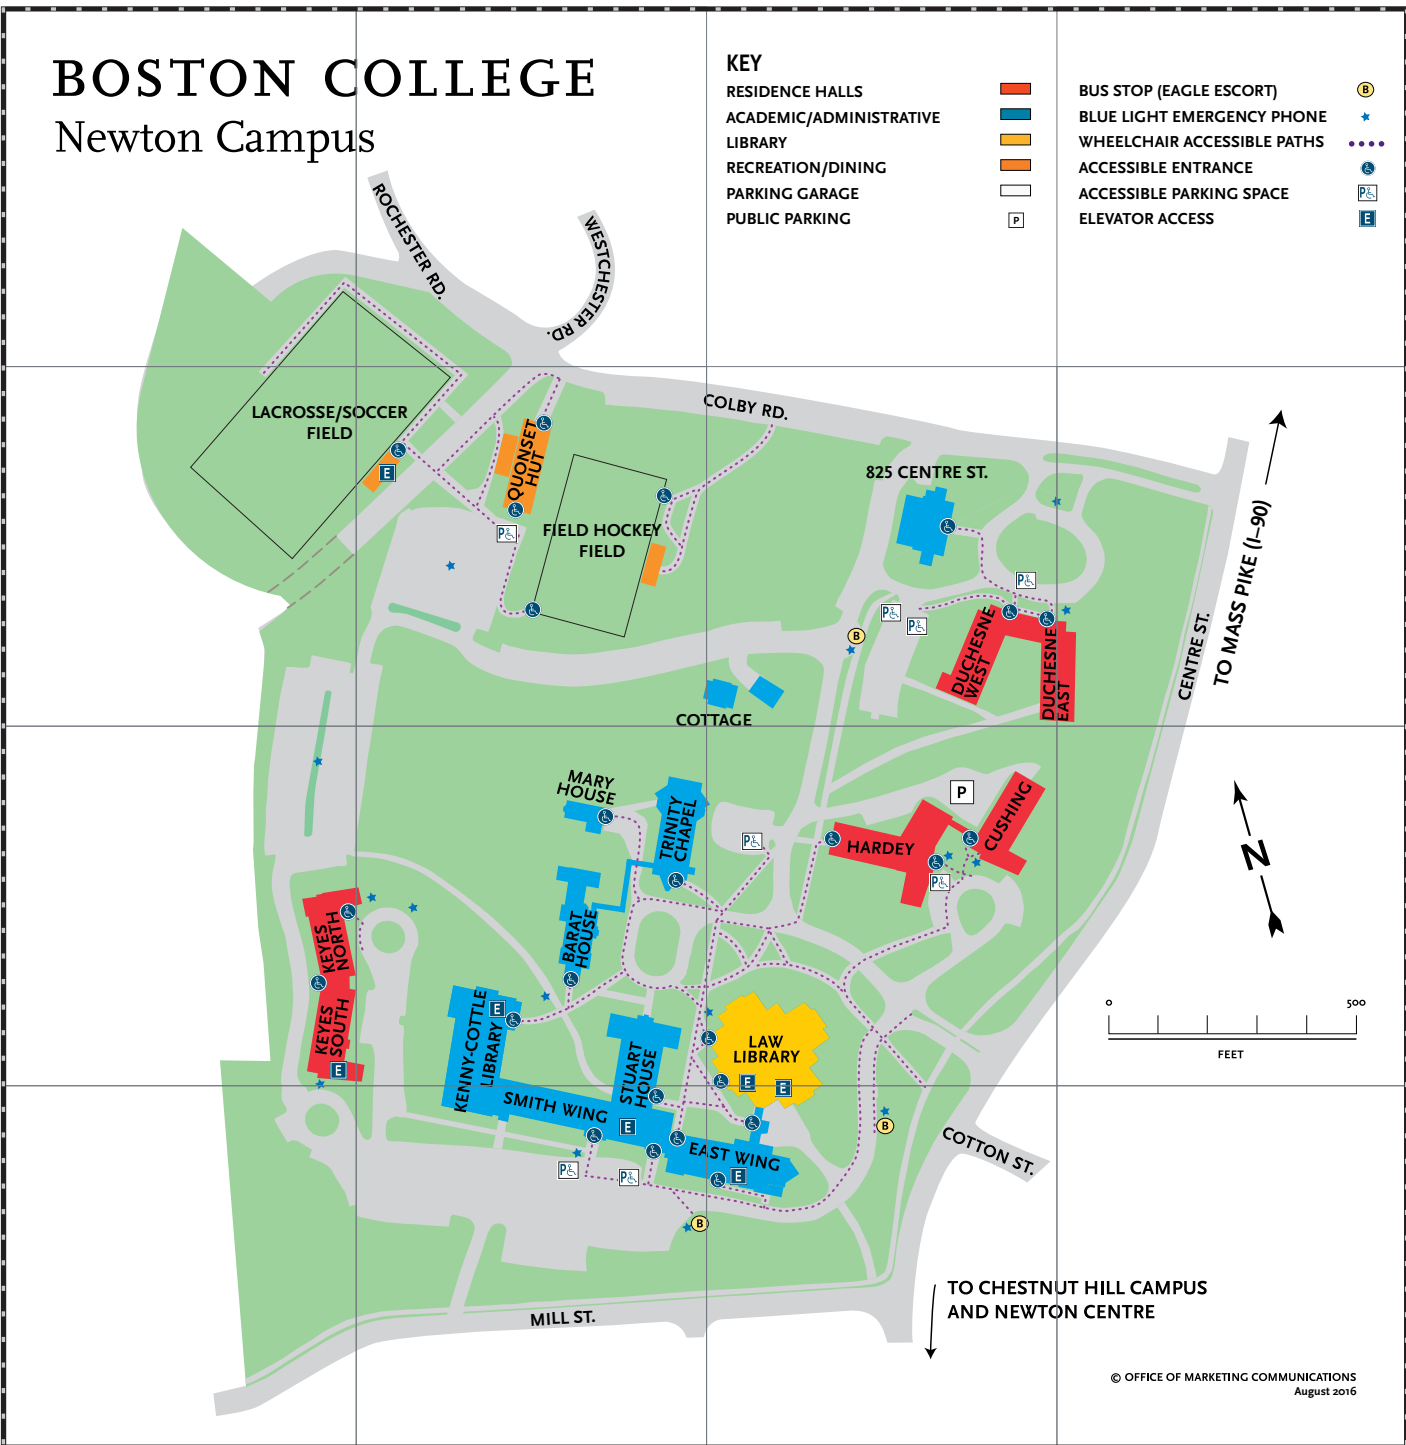 BOSTON COLLEGE
Newton Campus
KEY
RESIDENCE HALLS
ACADEMIC/ADMINISTRATIVE
LIBRARY
RECREATION/DINING
PARKING GARAGE
PUBLIC PARKING
P
BUS STOP (EAGLE ESCORT)
B
BLUE LIGHT EMERGENCY PHONE
WHEELCHAIR ACCESSIBLE PATHS
ACCESSIBLE ENTRANCE
ACCESSIBLE PARKING SPACE
P
ELEVATOR ACCESS
E
ROCHESTER RD.
WESTCHESTER RD.
COLBY RD.
LACROSSE/SOCCER
FIELD
E
QUONSET
HUT
P
FIELD HOCKEY
FIELD
825 CENTRE ST.
P
P
P
B
DUCHESNE
WEST
DUCHESNE
EAST
CENTRE ST.
TO MASS PIKE (I–90)
COTTAGE
MARY
HOUSE
TRINITY
CHAPEL
P
P
HARDEY
CUSHING
P
N
BARAT
HOUSE
KEYES
NORTH
KEYES
SOUTH
E
KENNY-COTTLE
LIBRARY
E
STUART
HOUSE
LAW
LIBRARY
E
E
SMITH WING
E
EAST WING
E
P
P
B
B
COTTON ST.
0
500
FEET
MILL ST.
TO CHESTNUT HILL CAMPUS
AND NEWTON CENTRE
© OFFICE OF MARKETING COMMUNICATIONS
August 2016